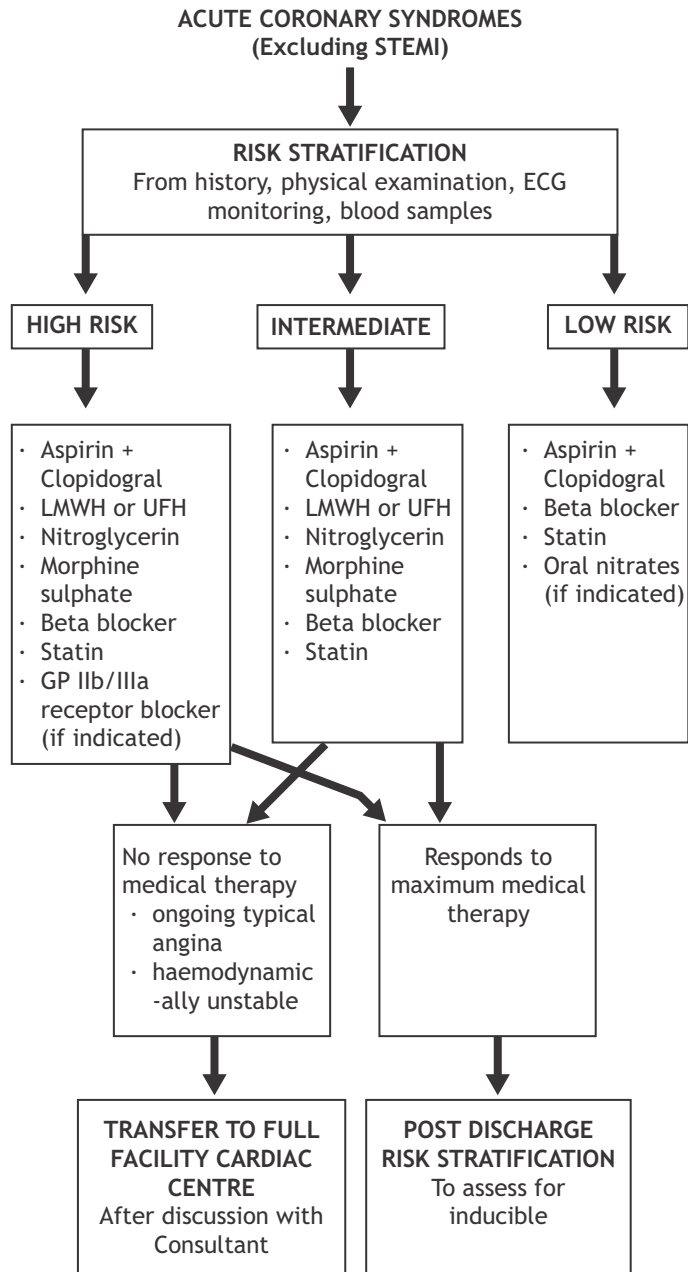 ACUTE CORONARY SYNDROMES
(Excluding STEMI)
RISK STRATIFICATION
From history, physical examination, ECG
monitoring, blood samples
HIGH RISK
INTERMEDIATE
LOW RISK
· Aspirin +
Clopidogral
· LMWH or UFH
· Nitroglycerin
· Morphine
sulphate
· Beta blocker
· Statin
· GP IIb/IIIa
receptor blocker
(if indicated)
· Aspirin +
Clopidogral
· LMWH or UFH
· Nitroglycerin
· Morphine
sulphate
· Beta blocker
· Statin
· Aspirin +
Clopidogral
· Beta blocker
· Statin
· Oral nitrates
(if indicated)
No response to
medical therapy
· ongoing typical
angina
· haemodynamic
-ally unstable
Responds to
maximum medical
therapy
TRANSFER TO FULL
FACILITY CARDIAC
CENTRE
After discussion with
Consultant
POST DISCHARGE
RISK STRATIFICATION
To assess for
inducible